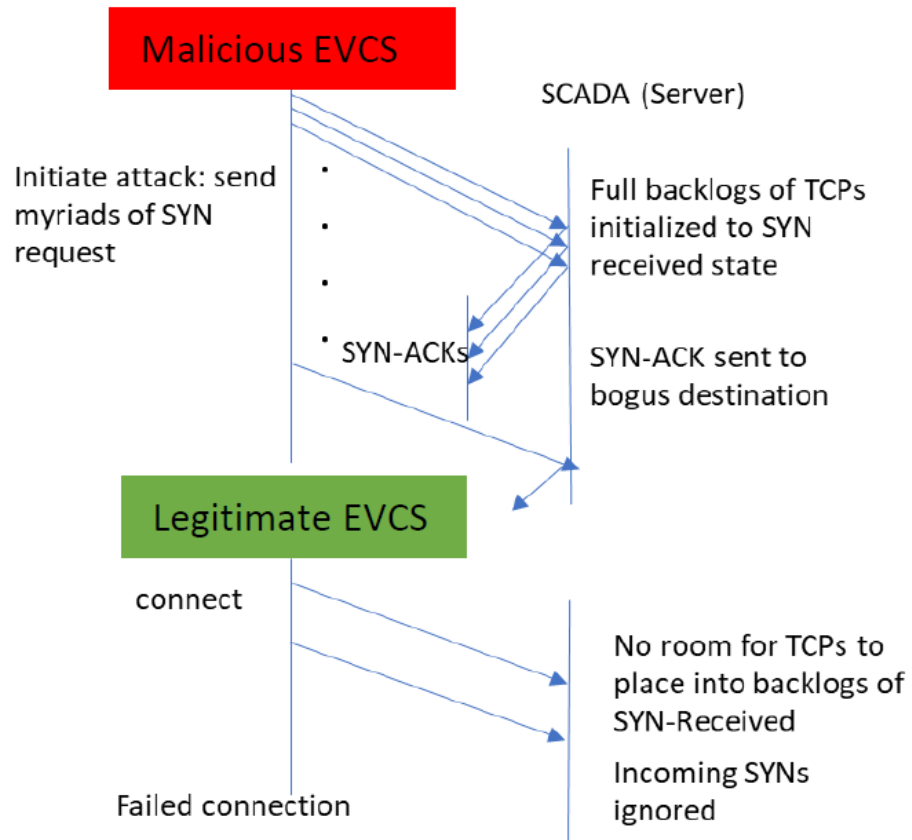 Malicious EVCS
SCADA (Server)
Initiate attack: send
myriads of SYN
request
Full backlogs of TCPs
initialized to SYN
received state
SYN-ACKs
SYN-ACK sent to
bogus destination
Legitimate EVCS
connect
No room for TCPs to
place into backlogs of
SYN-Received
Incoming SYNs
ignored
Failed connection